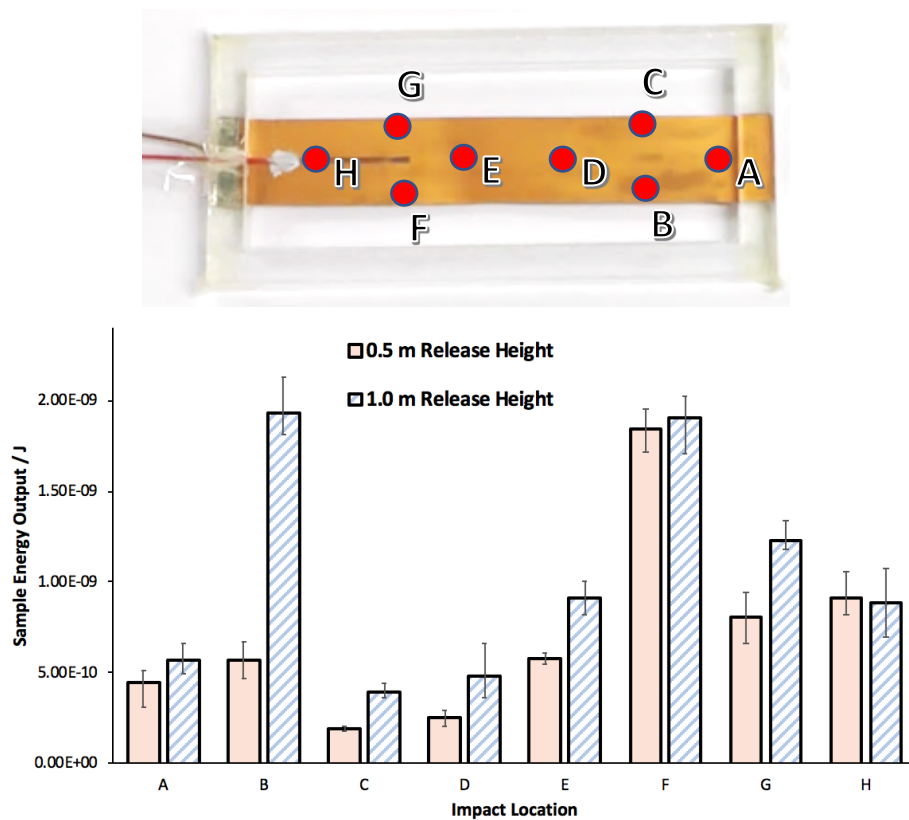 G
C
H
E
D
A
F
B
0.5 m Release Height
1.0 m Release Height
Sample Energy Output / J
2.00E-09
1.50E-09
1.00E-09
5.00E-10
0.00E+00
A B C D E F G H
Impact Location